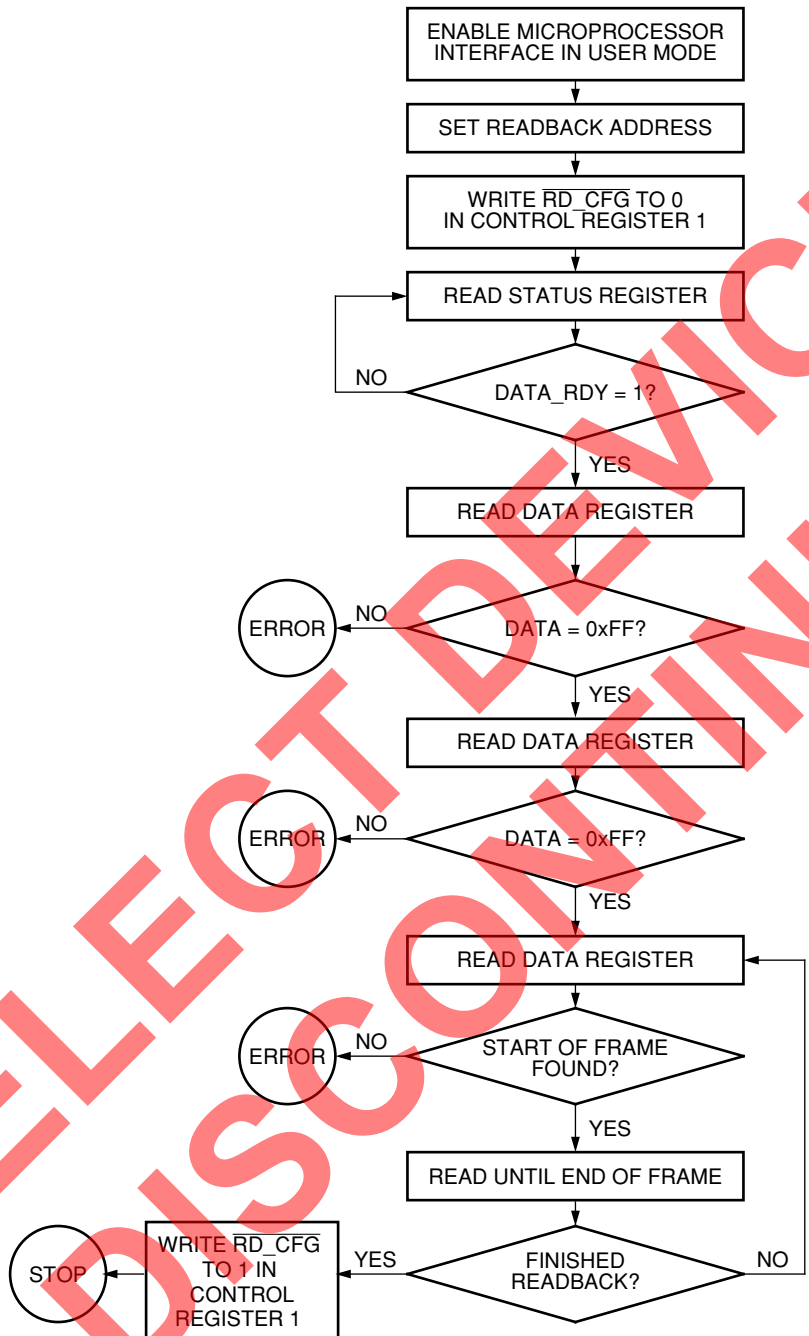 ENABLE MICROPROCESSOR
INTERFACE IN USER MODE
SET READBACK ADDRESS
WRITE RD_CFG TO 0
IN CONTROL REGISTER 1
READ STATUS REGISTER
NO
DATA_RDY = 1?
YES
READ DATA REGISTER
ERROR
NO
DATA = 0xFF?
YES
READ DATA REGISTER
ERROR
NO
DATA = 0xFF?
YES
READ DATA REGISTER
ERROR
NO
START OF FRAME
FOUND?
YES
READ UNTIL END OF FRAME
STOP
WRITE RD_CFG
TO 1 IN
CONTROL
REGISTER 1
YES
FINISHED
READBACK?
NO
ELECT DEVIC
DISCONTIN